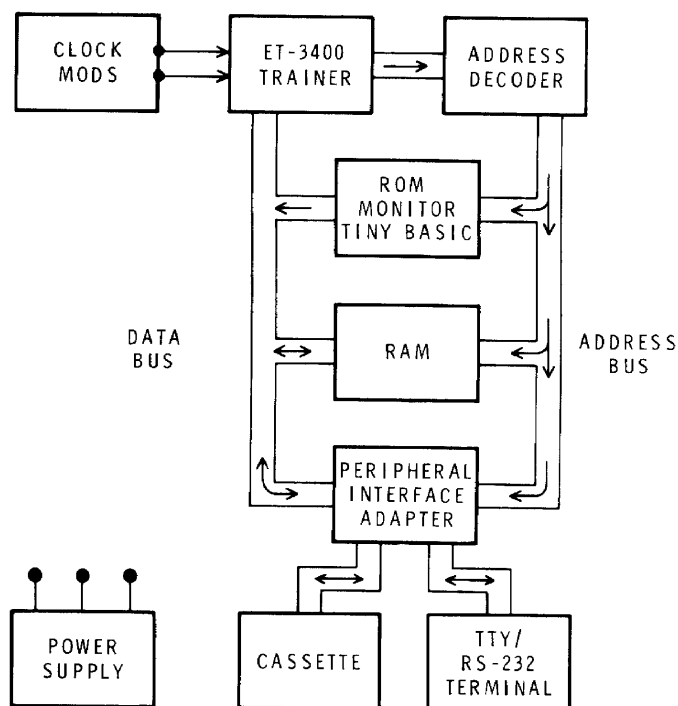 CLOCK
MODS
ET-3400
TRAINER
ADDRESS
DECODER
ROM
MONITOR
TINY BASIC
DATA
BUS
RAM
ADDRESS
BUS
PERIPHERAL
INTERFACE
ADAPTER
POWER
SUPPLY
CASSETTE
TTY/
RS-232
TERMINAL